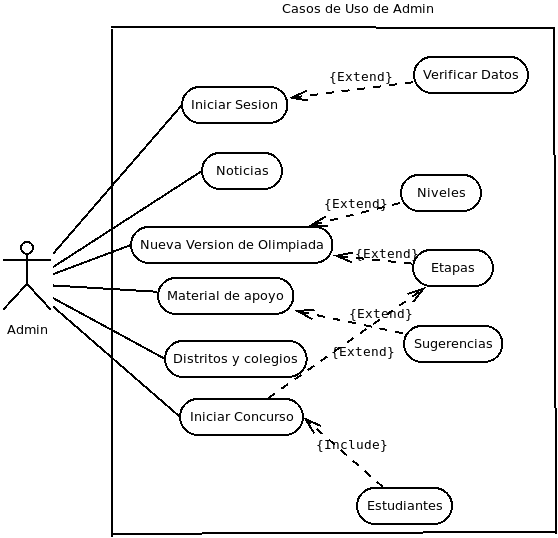 Casos de Uso de Admin
{Extend}
Verificar Datos
Iniciar Sesion
Noticias
Niveles
{Extend}
Nueva Version de Olimpiada
{Extend}
Etapas
Material de apoyo
{Extend}
Admin
Sugerencias
{Extend}
Distritos y colegios
Iniciar Concurso
{Include}
Estudiantes